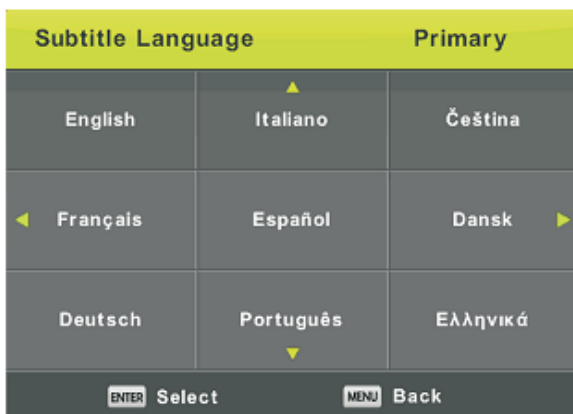 Subtitle Language Primary
English Italiano Čeština
Français Español Dansk
Deutsch Português Ελληνικά
ENTER Select MENU Back